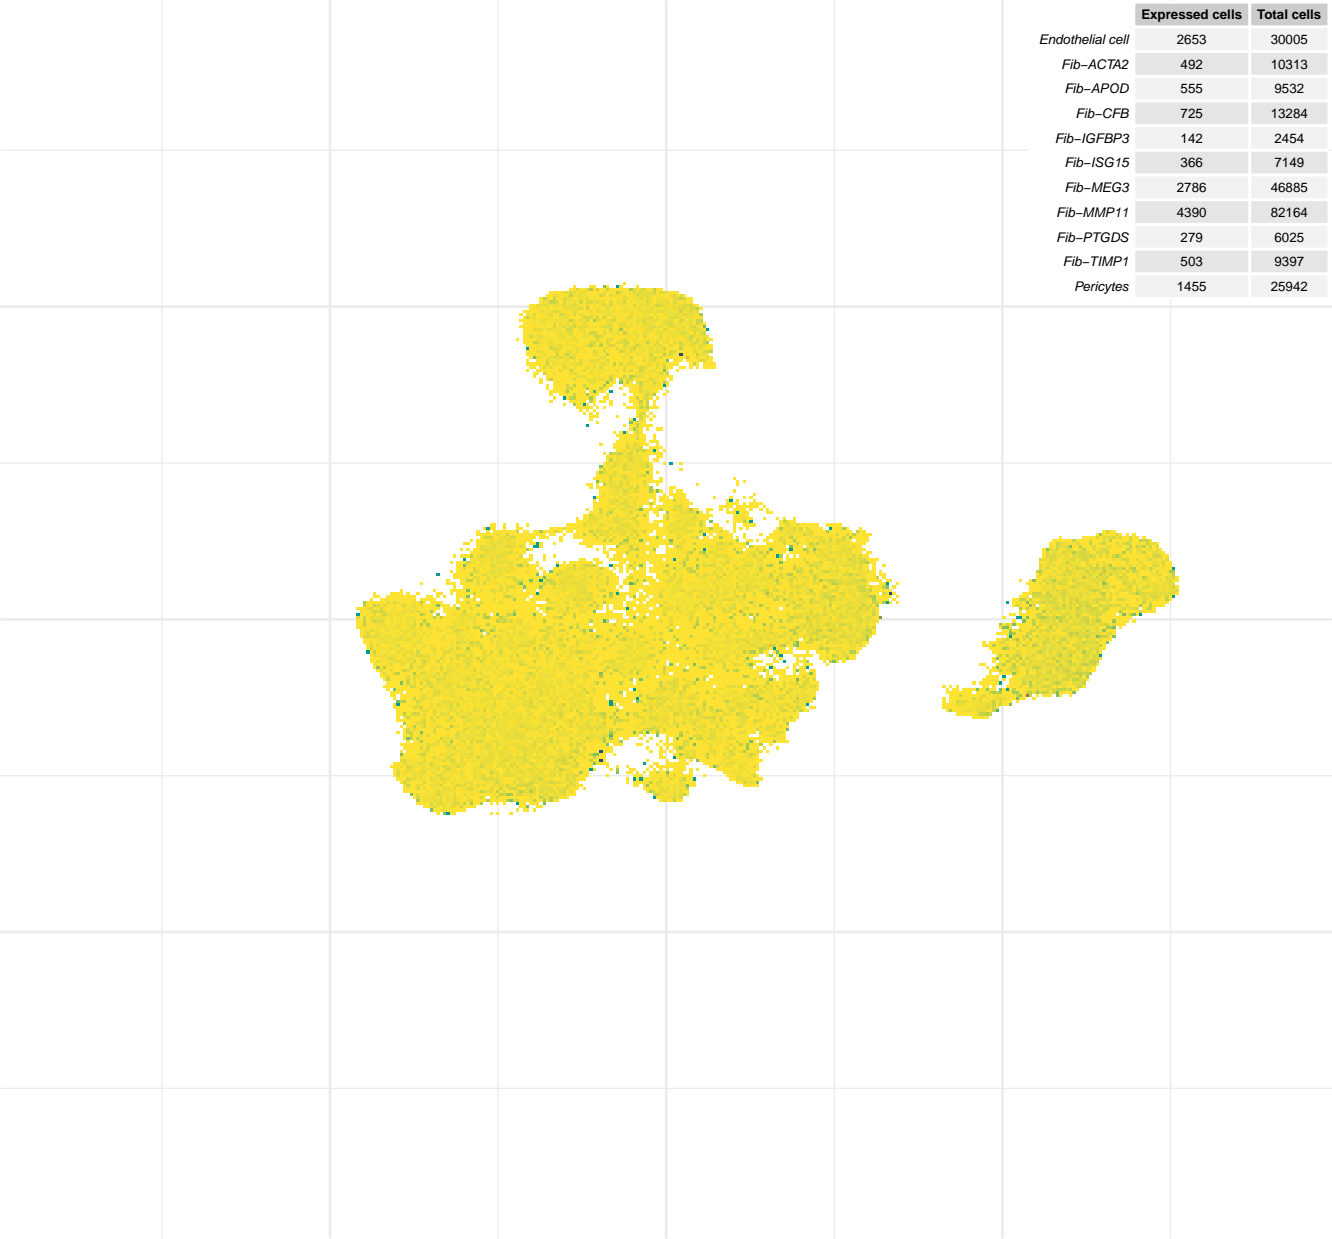 Expressed cells Total cells
Endothelial cell 2653 30005
Fib−ACTA2 492 10313
Fib−APOD 555 9532
Fib−CFB 725 13284
Fib−IGFBP3 142 2454
Fib−ISG15 366 7149
Fib−MEG3 2786 46885
Fib−MMP11 4390 82164
Fib−PTGDS 279 6025
Fib−TIMP1 503 9397
Pericytes 1455 25942